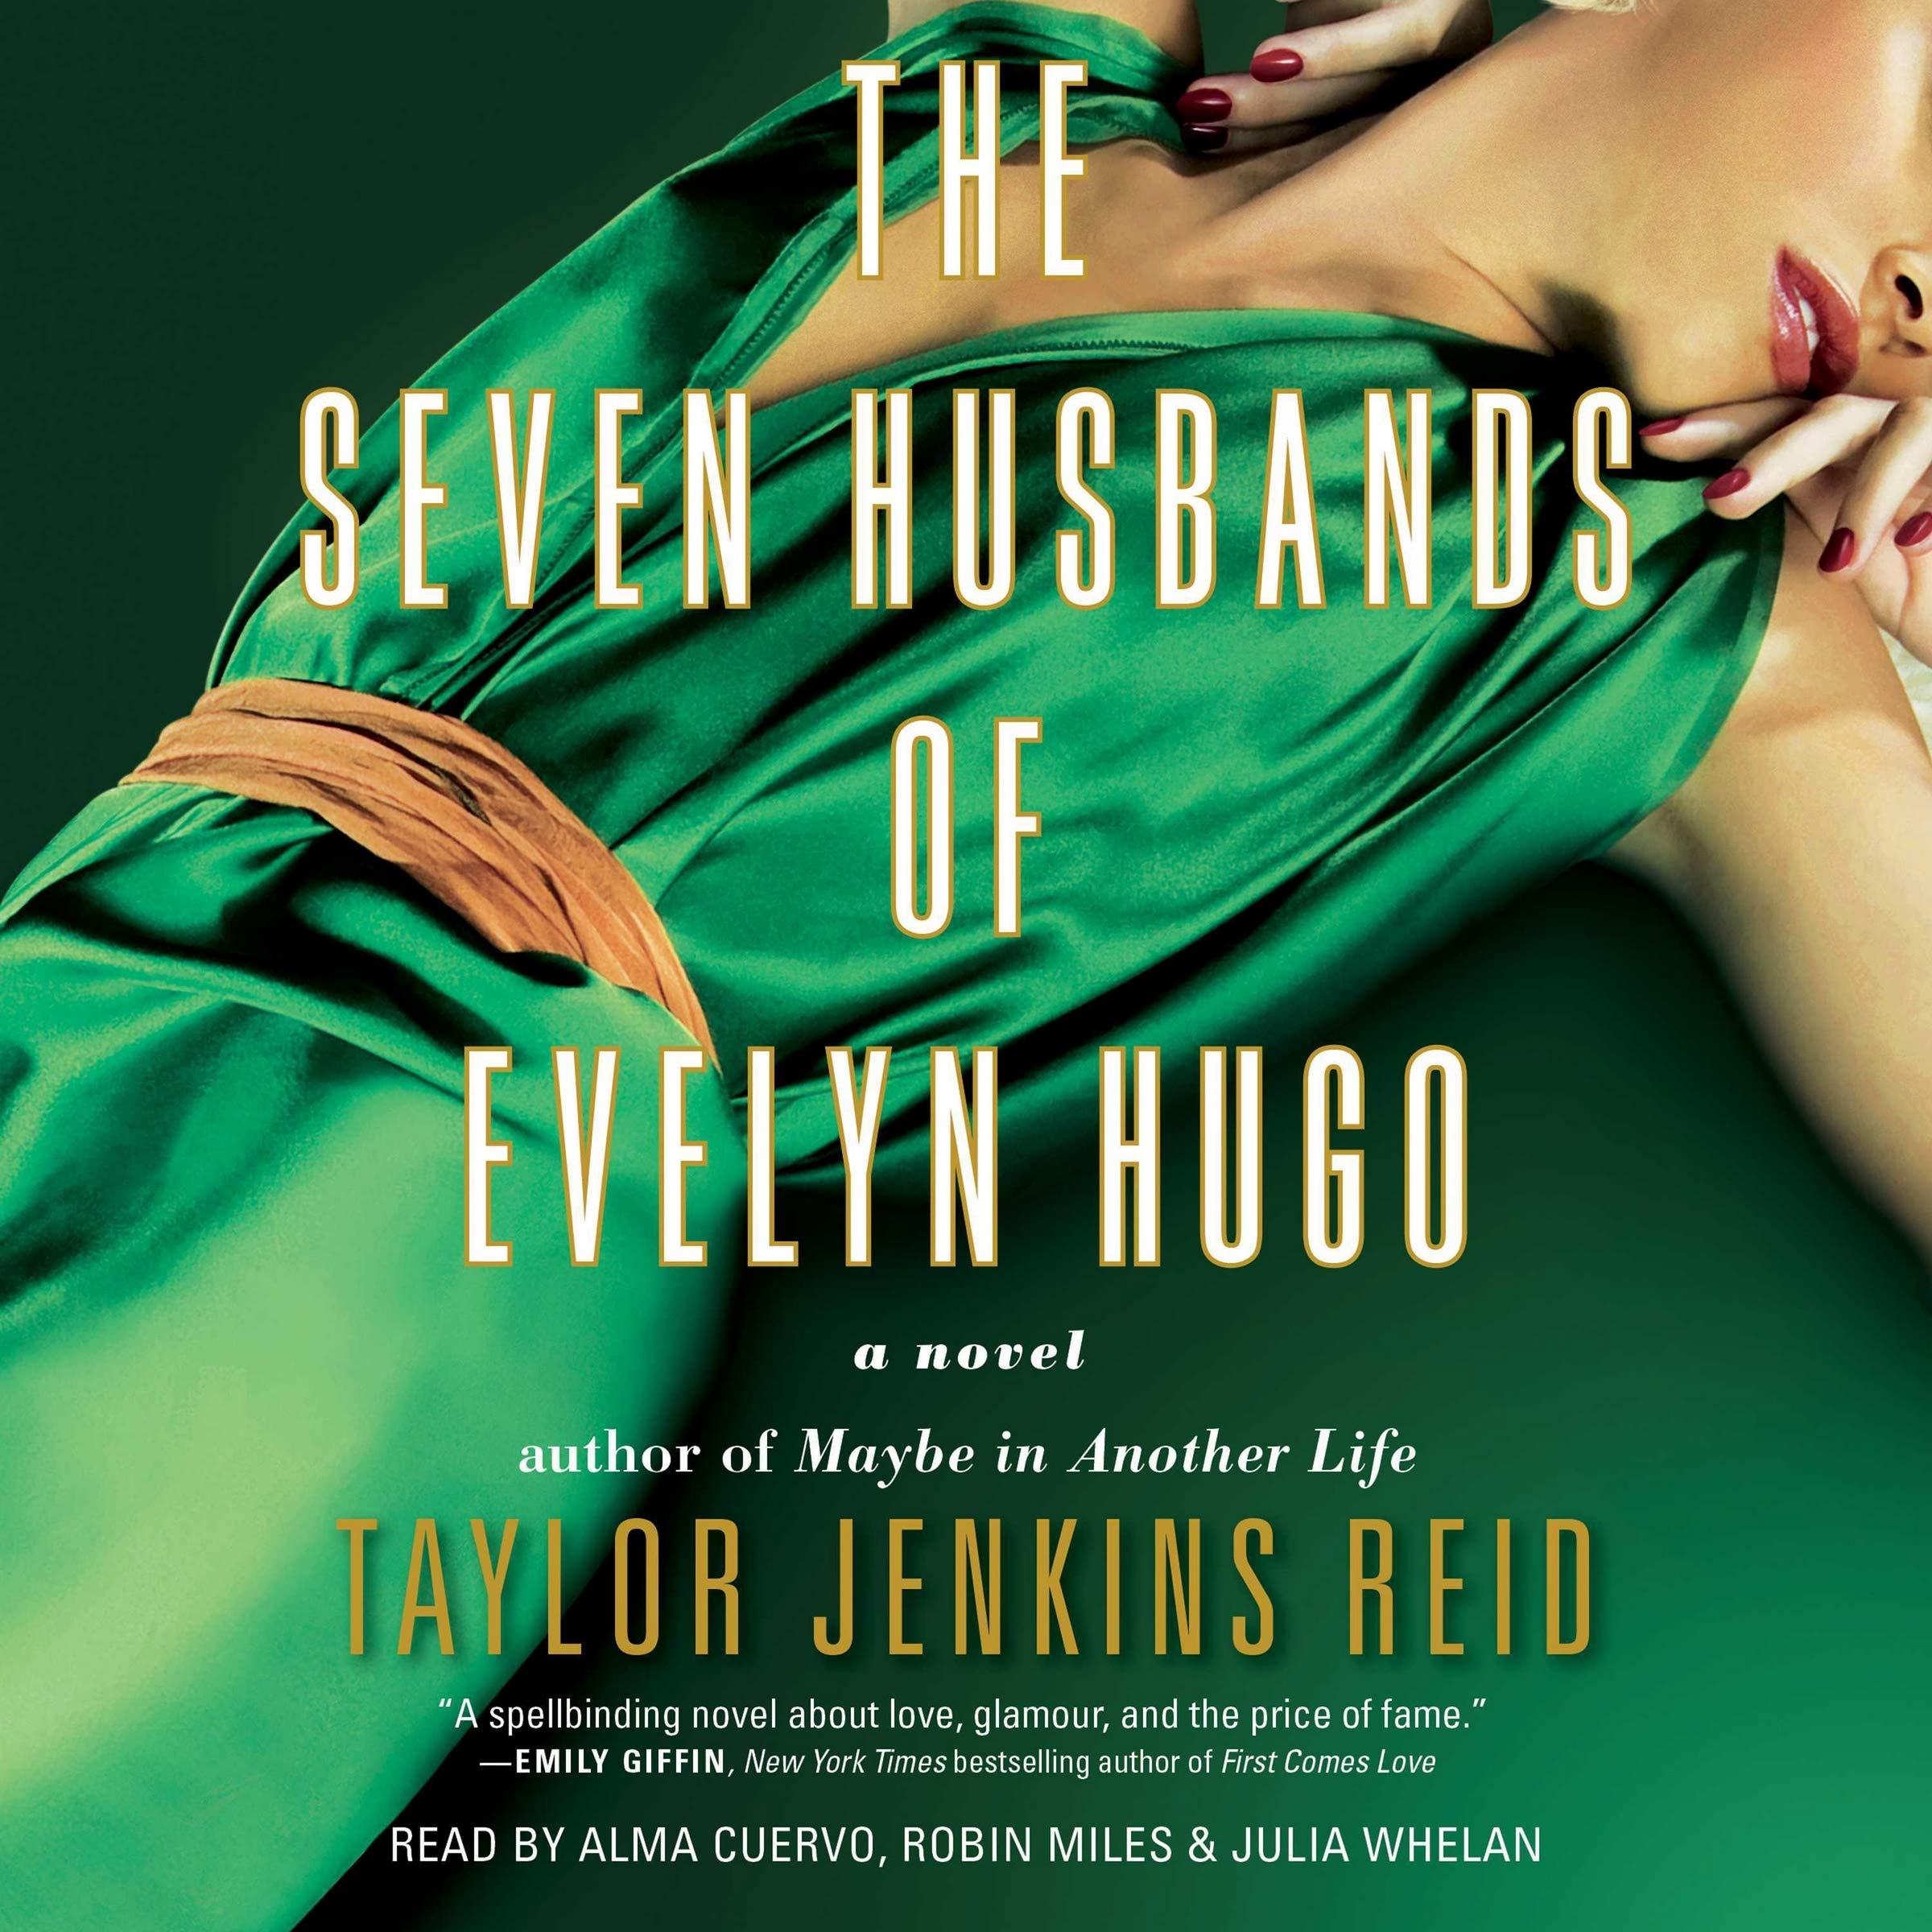 THE
SEVEN HUSBANDS
OF
EVELYN HUGO
a novel
author of Maybe in Another Life
TAYLOR JENKINS REID
“A spellbinding novel about love, glamour, and the price of fame.”
—EMILY GIFFIN, New York Times bestselling author of First Comes Love
READ BY ALMA CUERVO, ROBIN MILES & JULIA WHELAN